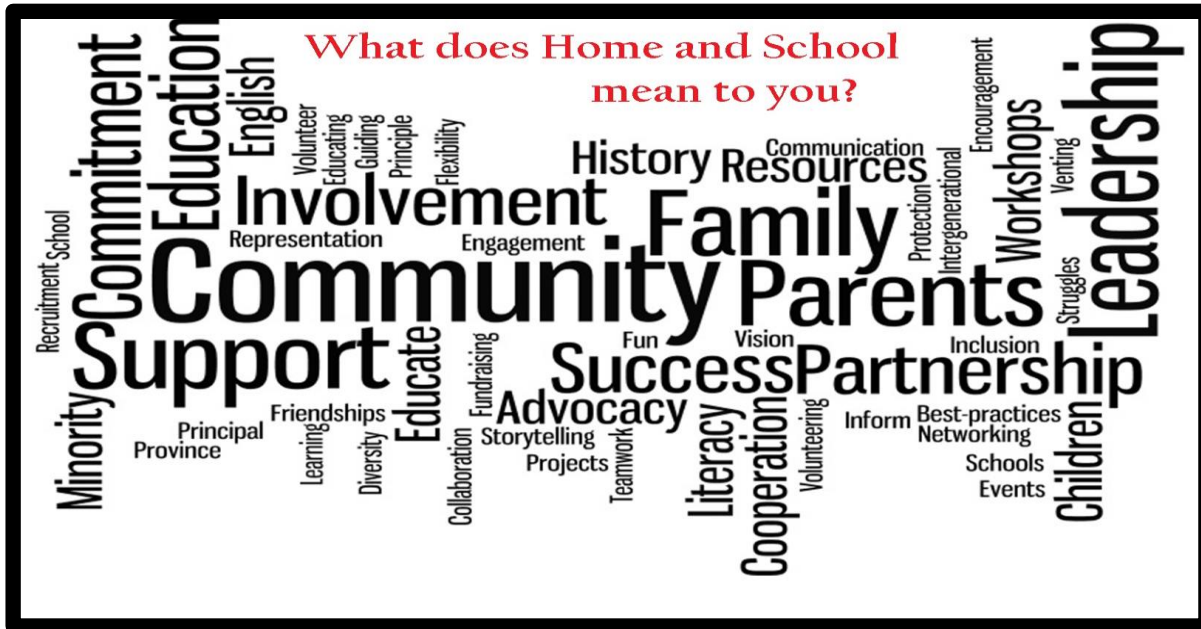 What does Home and School
mean to you?
Commitment
Education
English
Volunteer
Educating
Guiding
Principle
Flexibility
History
Resources
Communication
Encouragement
Workshops
Venting
Leadership
Involvement
Family
Protection
Intergenerational
Representation
Engagement
School
Recruitment
Community
Parents
Struggles
Support
Educate
Fundraising
Fun
Vision
Inclusion
Success
Partnership
Minority
Friendships
Principal
Province
Learning
Diversity
Collaboration
Advocacy
Storytelling
Projects
Teamwork
Literacy
Cooperation
Volunteering
Inform
Best-practices
Networking
Schools
Events
Children